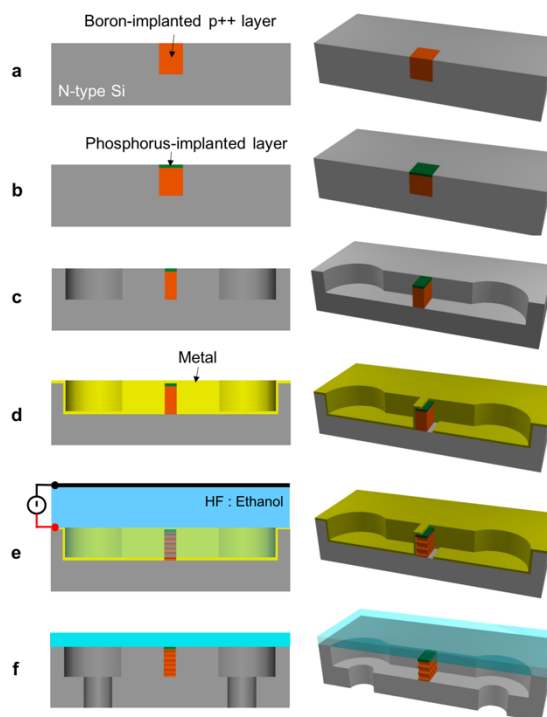 Boron-implanted p++ layer
a
N-type Si
Phosphorus-implanted layer
b
c
Metal
d
HF : Ethanol
I
e
f